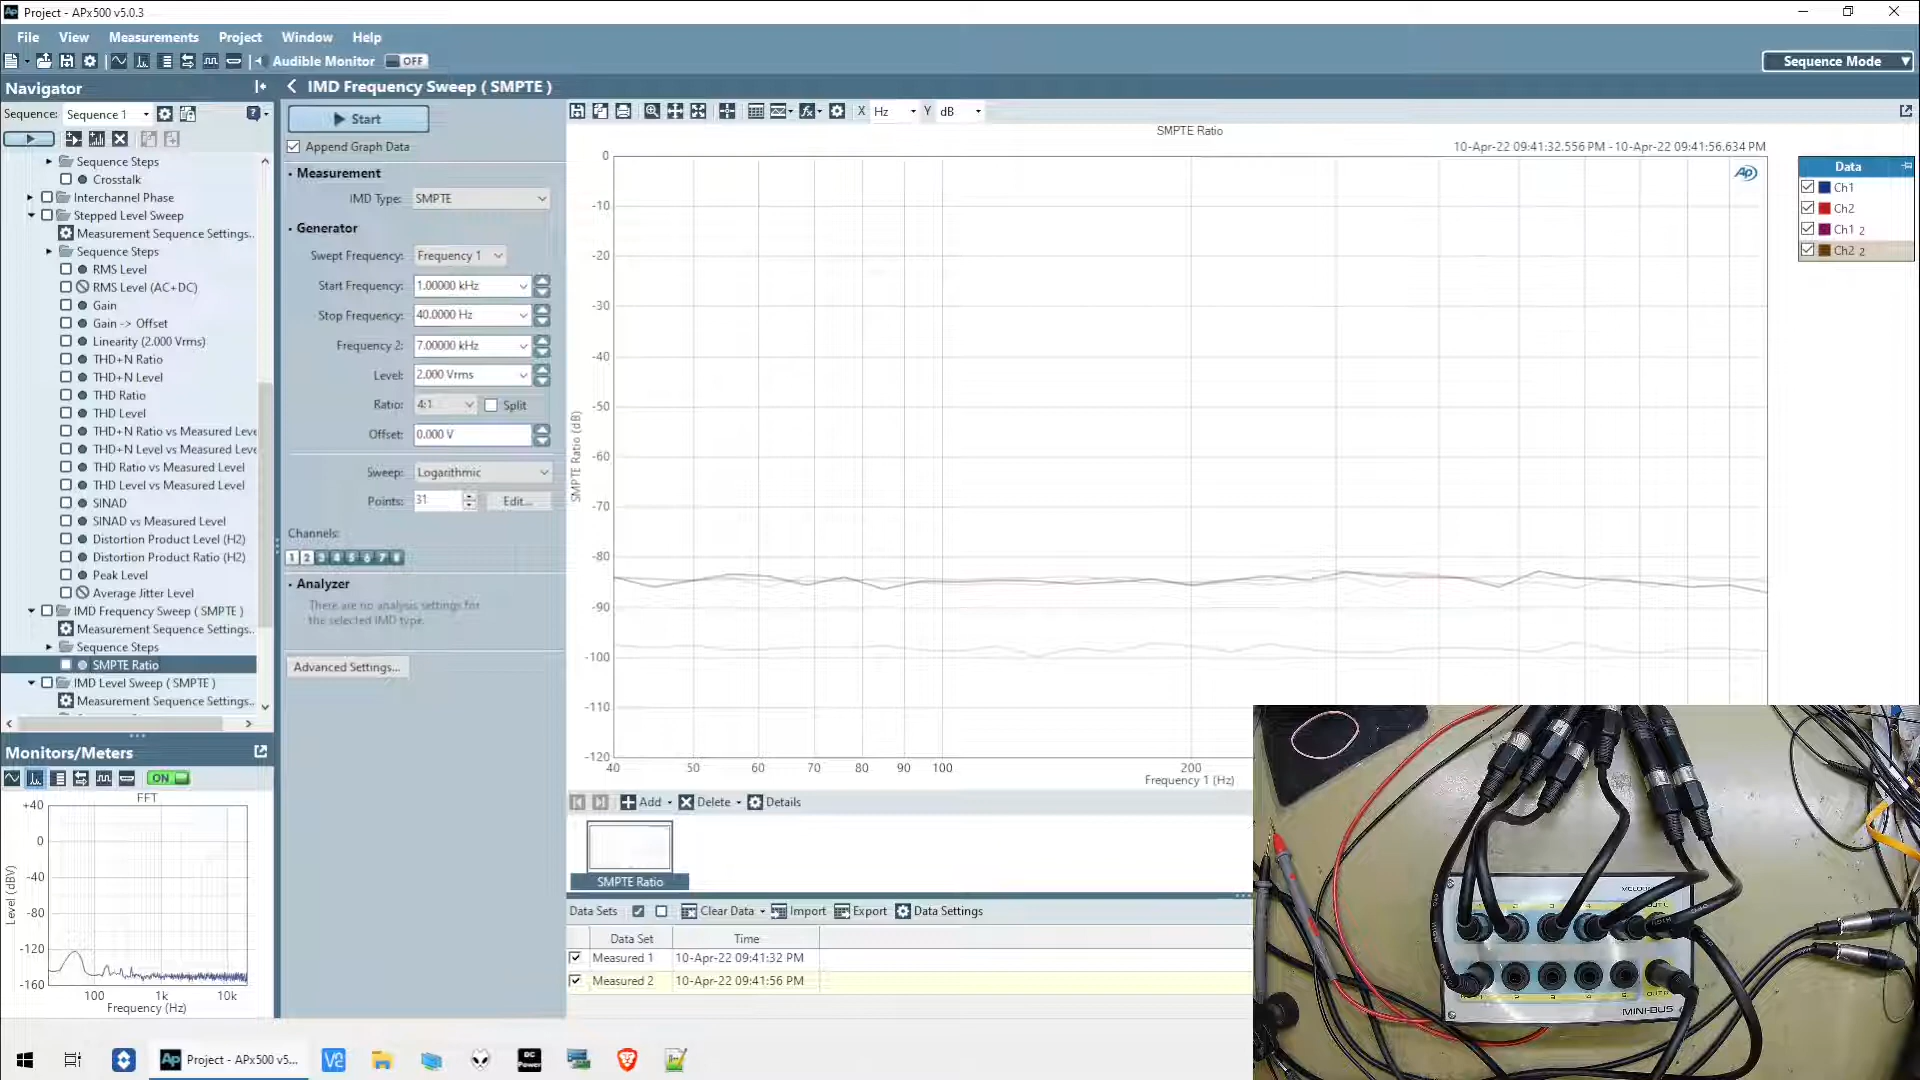 Project - APx500 v5.0.3
File View Measurements Project Window Help
Audible Monitor OFF
Sequence Mode
Navigator
IMD Frequency Sweep ( SMPTE )
Sequence: Sequence 1
Start
Append Graph Data
X Hz Y dB
SMPTE Ratio
10-Apr-22 09:41:32.556 PM - 10-Apr-22 09:41:56.634 PM
Sequence Steps
Crosstalk
Interchannel Phase
Stepped Level Sweep
Measurement Sequence Settings..
Sequence Steps
RMS Level
RMS Level (AC+DC)
Gain
Gain -> Offset
Linearity (2.000 Vrms)
THD+N Ratio
THD+N Level
THD Ratio
THD Level
THD+N Ratio vs Measured Leve
THD+N Level vs Measured Leve
THD Ratio vs Measured Level
THD Level vs Measured Level
SINAD
SINAD vs Measured Level
Distortion Product Level (H2)
Distortion Product Ratio (H2)
Peak Level
Average Jitter Level
IMD Frequency Sweep ( SMPTE )
Measurement Sequence Settings..
Sequence Steps
SMPTE Ratio
IMD Level Sweep ( SMPTE )
Measurement Sequence Settings..
Measurement
IMD Type: SMPTE
Generator
Swept Frequency: Frequency 1
Start Frequency: 1.00000 kHz
Stop Frequency: 40.0000 Hz
Frequency 2: 7.00000 kHz
Level: 2.000 Vrms
Ratio: 4:1 Split
Offset: 0.000 V
Sweep: Logarithmic
Points: 31 Edit...
Channels:
1 2 3 4 5 6 7 8
Analyzer
There are no analysis settings for
the selected IMD type.
Advanced Settings...
Data
Ch1
Ch2
Ch1 2
Ch2 2
AP
SMPTE Ratio (dB)
0
-10
-20
-30
-40
-50
-60
-70
-80
-90
-100
-110
-120
40 50 60 70 80 90 100 200
Frequency 1 (Hz)
Add Delete Details
SMPTE Ratio
Data Sets Clear Data Import Export Data Settings
Data Set Time
Measured 1 10-Apr-22 09:41:32 PM
Measured 2 10-Apr-22 09:41:56 PM
Monitors/Meters
ON
FFT
Level (dBV)
+40
0
-40
-80
-120
-160
100 1k 10k
Frequency (Hz)
MINI-BUS
AP Project - APx500 v5...
DC
Power